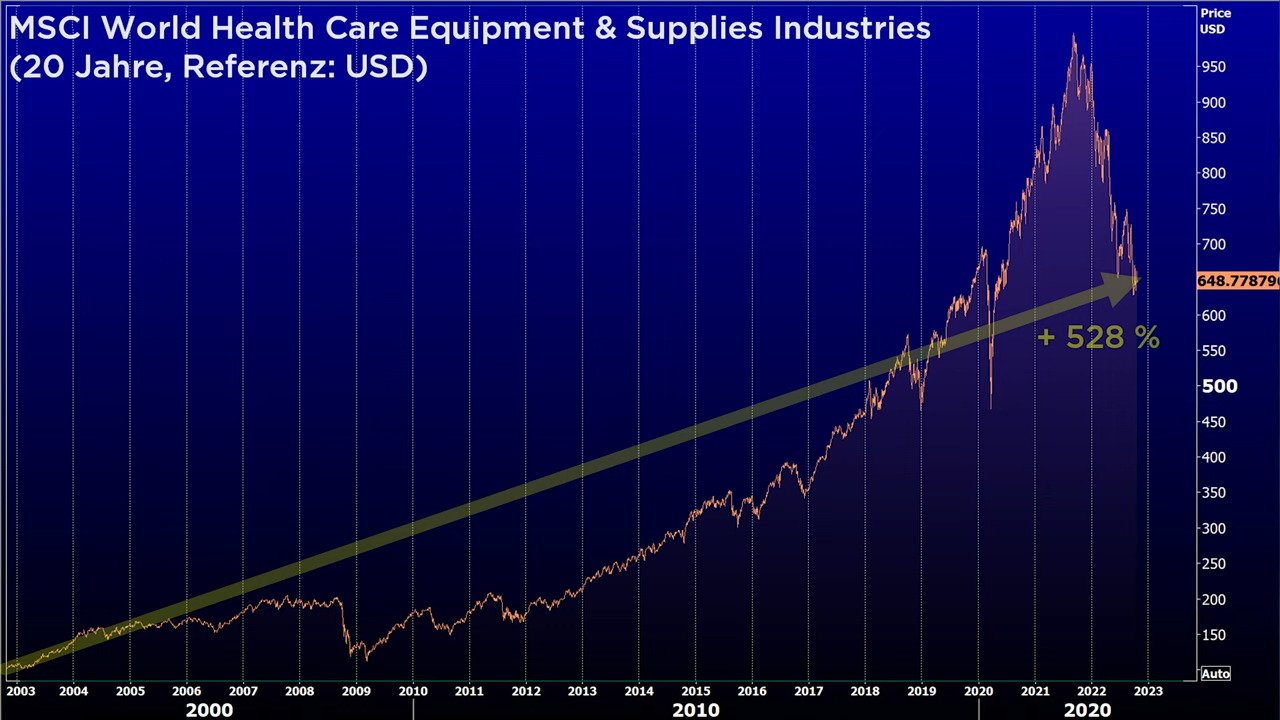 MSCI World Health Care Equipment & Supplies Industries
(20 Jahre, Referenz: USD)
Price
USD
950
900
850
800
750
700
648.778790
600
550
500
450
400
350
300
250
200
150
+ 528 %
Auto
2003 2004 2005 2006 2007 2008 2009 2010 2011 2012 2013 2014 2015 2016 2017 2018 2019 2020 2021 2022 2023
2000 2010 2020